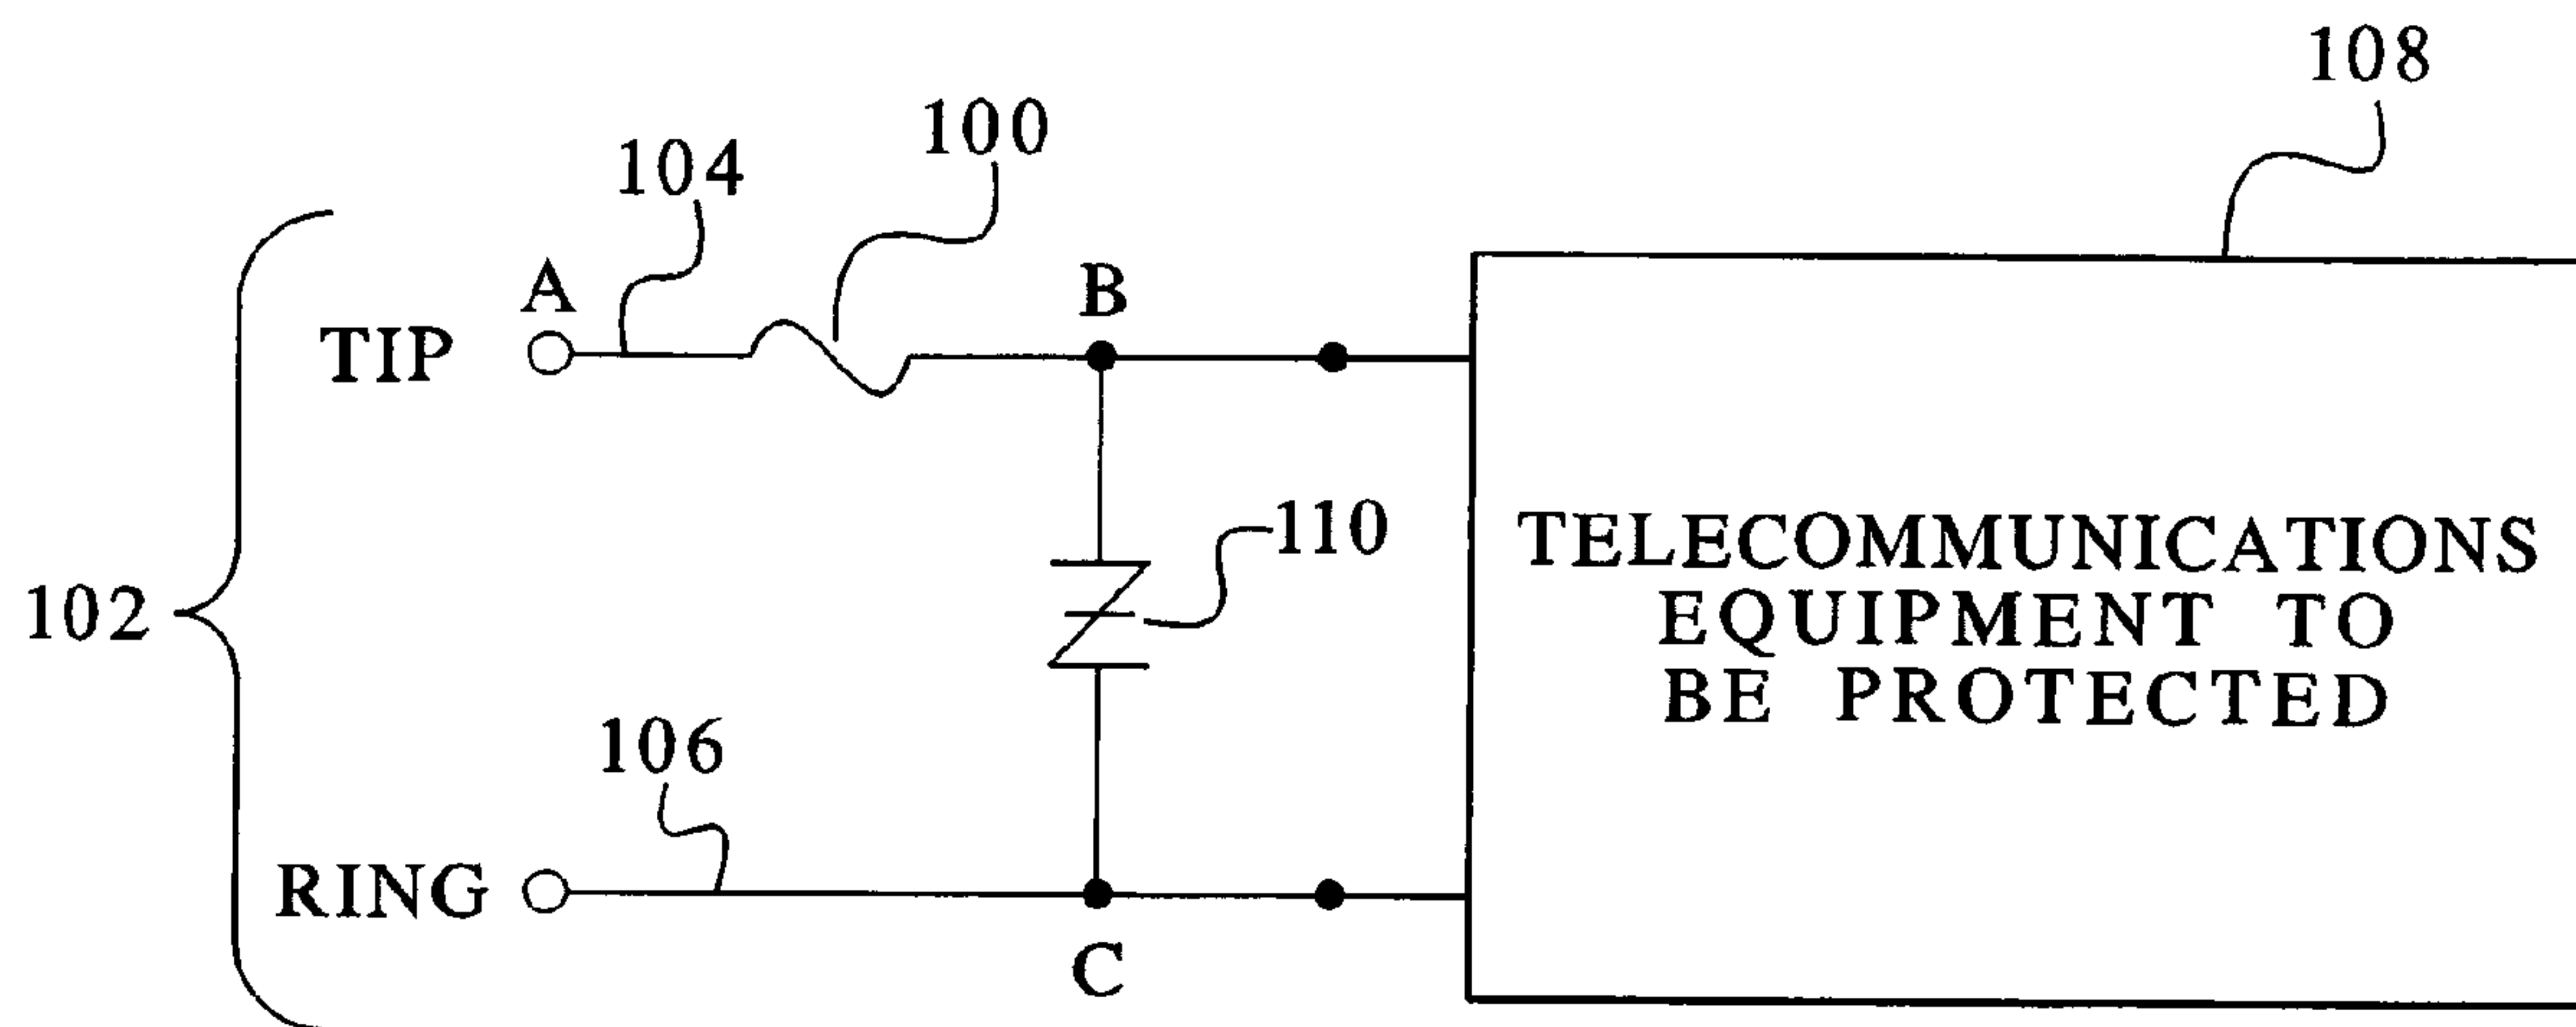 108
100
104
A
B
TIP
110
TELECOMMUNICATIONS
EQUIPMENT TO
BE PROTECTED
102
106
RING
C